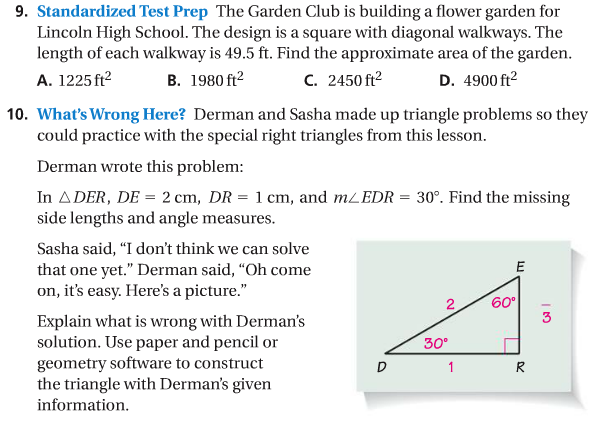 9. Standardized Test Prep The Garden Club is building a flower garden for
Lincoln High School. The design is a square with diagonal walkways. The
length of each walkway is 49.5 ft. Find the approximate area of the garden.
A. 1225 ft² B. 1980 ft² C. 2450 ft² D. 4900 ft²
10. What's Wrong Here? Derman and Sasha made up triangle problems so they
could practice with the special right triangles from this lesson.
Derman wrote this problem:
In △DER, DE = 2 cm, DR = 1 cm, and m∠EDR = 30°. Find the missing
side lengths and angle measures.
Sasha said, “I don't think we can solve
that one yet.” Derman said, “Oh come
on, it's easy. Here's a picture.”
Explain what is wrong with Derman's
solution. Use paper and pencil or
geometry software to construct
the triangle with Derman's given
information.
E
2 60° 3
30°
D 1 R